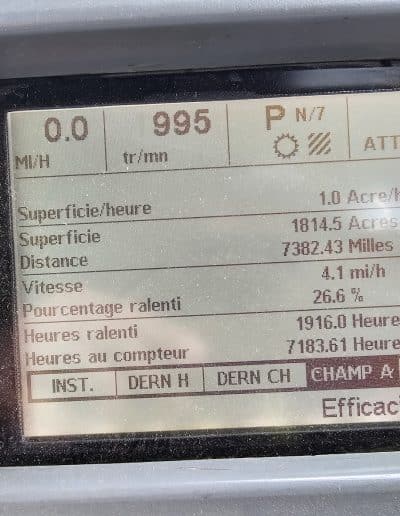 0.0 995 P N/7
MI/H tr/mn ATT
Superficie/heure 1.0 Acre/h
Superficie 1814.5 Acres
Distance 7382.43 Milles
Vitesse 4.1 mi/h
Pourcentage ralenti 26.6 %
Heures ralenti 1916.0 Heure
Heures au compteur 7183.61 Heure
INST. DERN H DERN CH CHAMP A
Efficac